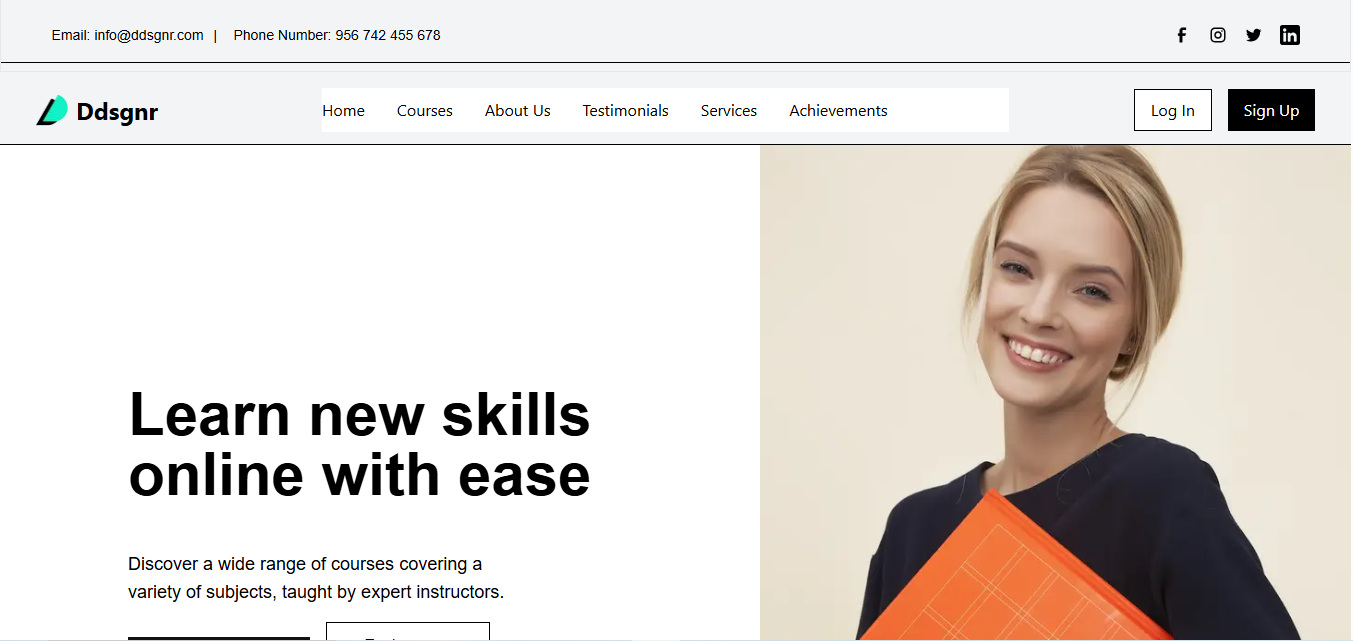 Email: info@ddsgnr.com | Phone Number: 956 742 455 678
Ddsgnr
Home Courses About Us Testimonials Services Achievements
Log In Sign Up
Learn new skills
online with ease
Discover a wide range of courses covering a
variety of subjects, taught by expert instructors.